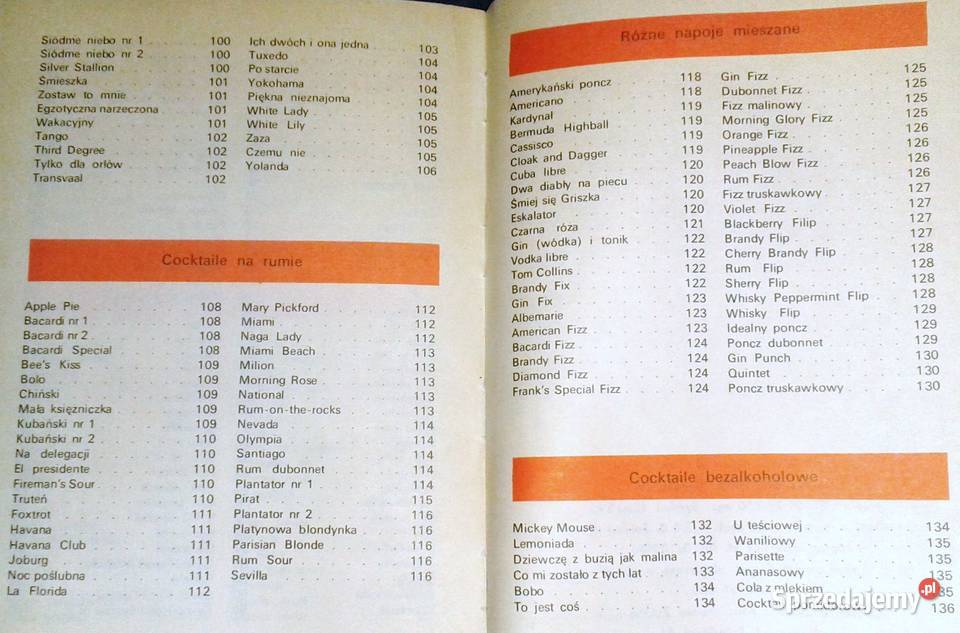 Siódme niebo nr 1 100
Siódme niebo nr 2 100
Silver Stallion 100
Śmieszka 101
Zostaw to mnie 101
Egzotyczna narzeczona 101
Wakacyjny 101
Tango 102
Third Degree 102
Tylko dla orłów 102
Transvaal 102
Ich dwóch i ona jedna 103
Tuxedo 104
Po starcie 104
Yokohama 104
Piękna nieznajoma 104
White Lady 105
White Lily 105
Zaza 105
Czemu nie 105
Yolanda 106
Cocktaile na rumie
Apple Pie 108
Bacardi nr 1 108
Bacardi nr 2 108
Bacardi Special 108
Bee's Kiss 109
Bolo 109
Chiński 109
Mała księżniczka 109
Kubański nr 1 109
Kubański nr 2 110
Na delegacji 110
El presidente 110
Fireman's Sour 110
Truteń 110
Foxtrot 111
Havana 111
Havana Club 111
Joburg 111
Noc poślubna 111
La Florida 112
Mary Pickford 112
Miami 112
Naga Lady 112
Miami Beach 113
Milion 113
Morning Rose 113
National 113
Rum-on-the-rocks 113
Nevada 114
Olympia 114
Santiago 114
Rum dubonnet 114
Plantator nr 1 114
Pirat 115
Plantator nr 2 116
Platynowa blondynka 116
Parisian Blonde 116
Rum Sour 116
Sevilla 116
Różne napoje mieszane
Amerykański poncz 118
Americano 118
Kardynał 119
Bermuda Highball 119
Cassisco 119
Cloak and Dagger 119
Cuba libre 120
Dwa diabły na piecu 120
Śmiej się Griszka 120
Eskalator 120
Czarna róża 121
Gin (wódka) i tonik 122
Vodka libre 122
Tom Collins 122
Brandy Fix 122
Gin Fix 123
Albemarie 123
American Fizz 123
Bacardi Fizz 124
Brandy Fizz 124
Diamond Fizz 124
Frank's Special Fizz 124
Gin Fizz 125
Dubonnet Fizz 125
Fizz malinowy 125
Morning Glory Fizz 125
Orange Fizz 126
Pineapple Fizz 126
Peach Blow Fizz 126
Rum Fizz 126
Fizz truskawkowy 127
Violet Fizz 127
Blackberry Filip 127
Brandy Flip 127
Cherry Brandy Flip 128
Rum Flip 128
Sherry Flip 128
Whisky Peppermint Flip 128
Whisky Flip 129
Idealny poncz 129
Poncz dubonnet 129
Gin Punch 130
Quintet 130
Poncz truskawkowy 130
Cocktaile bezalkoholowe
Mickey Mouse 132
Lemoniada 132
Dziewczę z buzią jak malina 132
Co mi zostało z tych lat 133
Bobo 134
To jest coś 134
U teściowej 134
Waniliowy 135
Parisette 135
Ananasowy 135
Cola z mlekiem 135
Cocktail 136
Sprzedajemy.pl